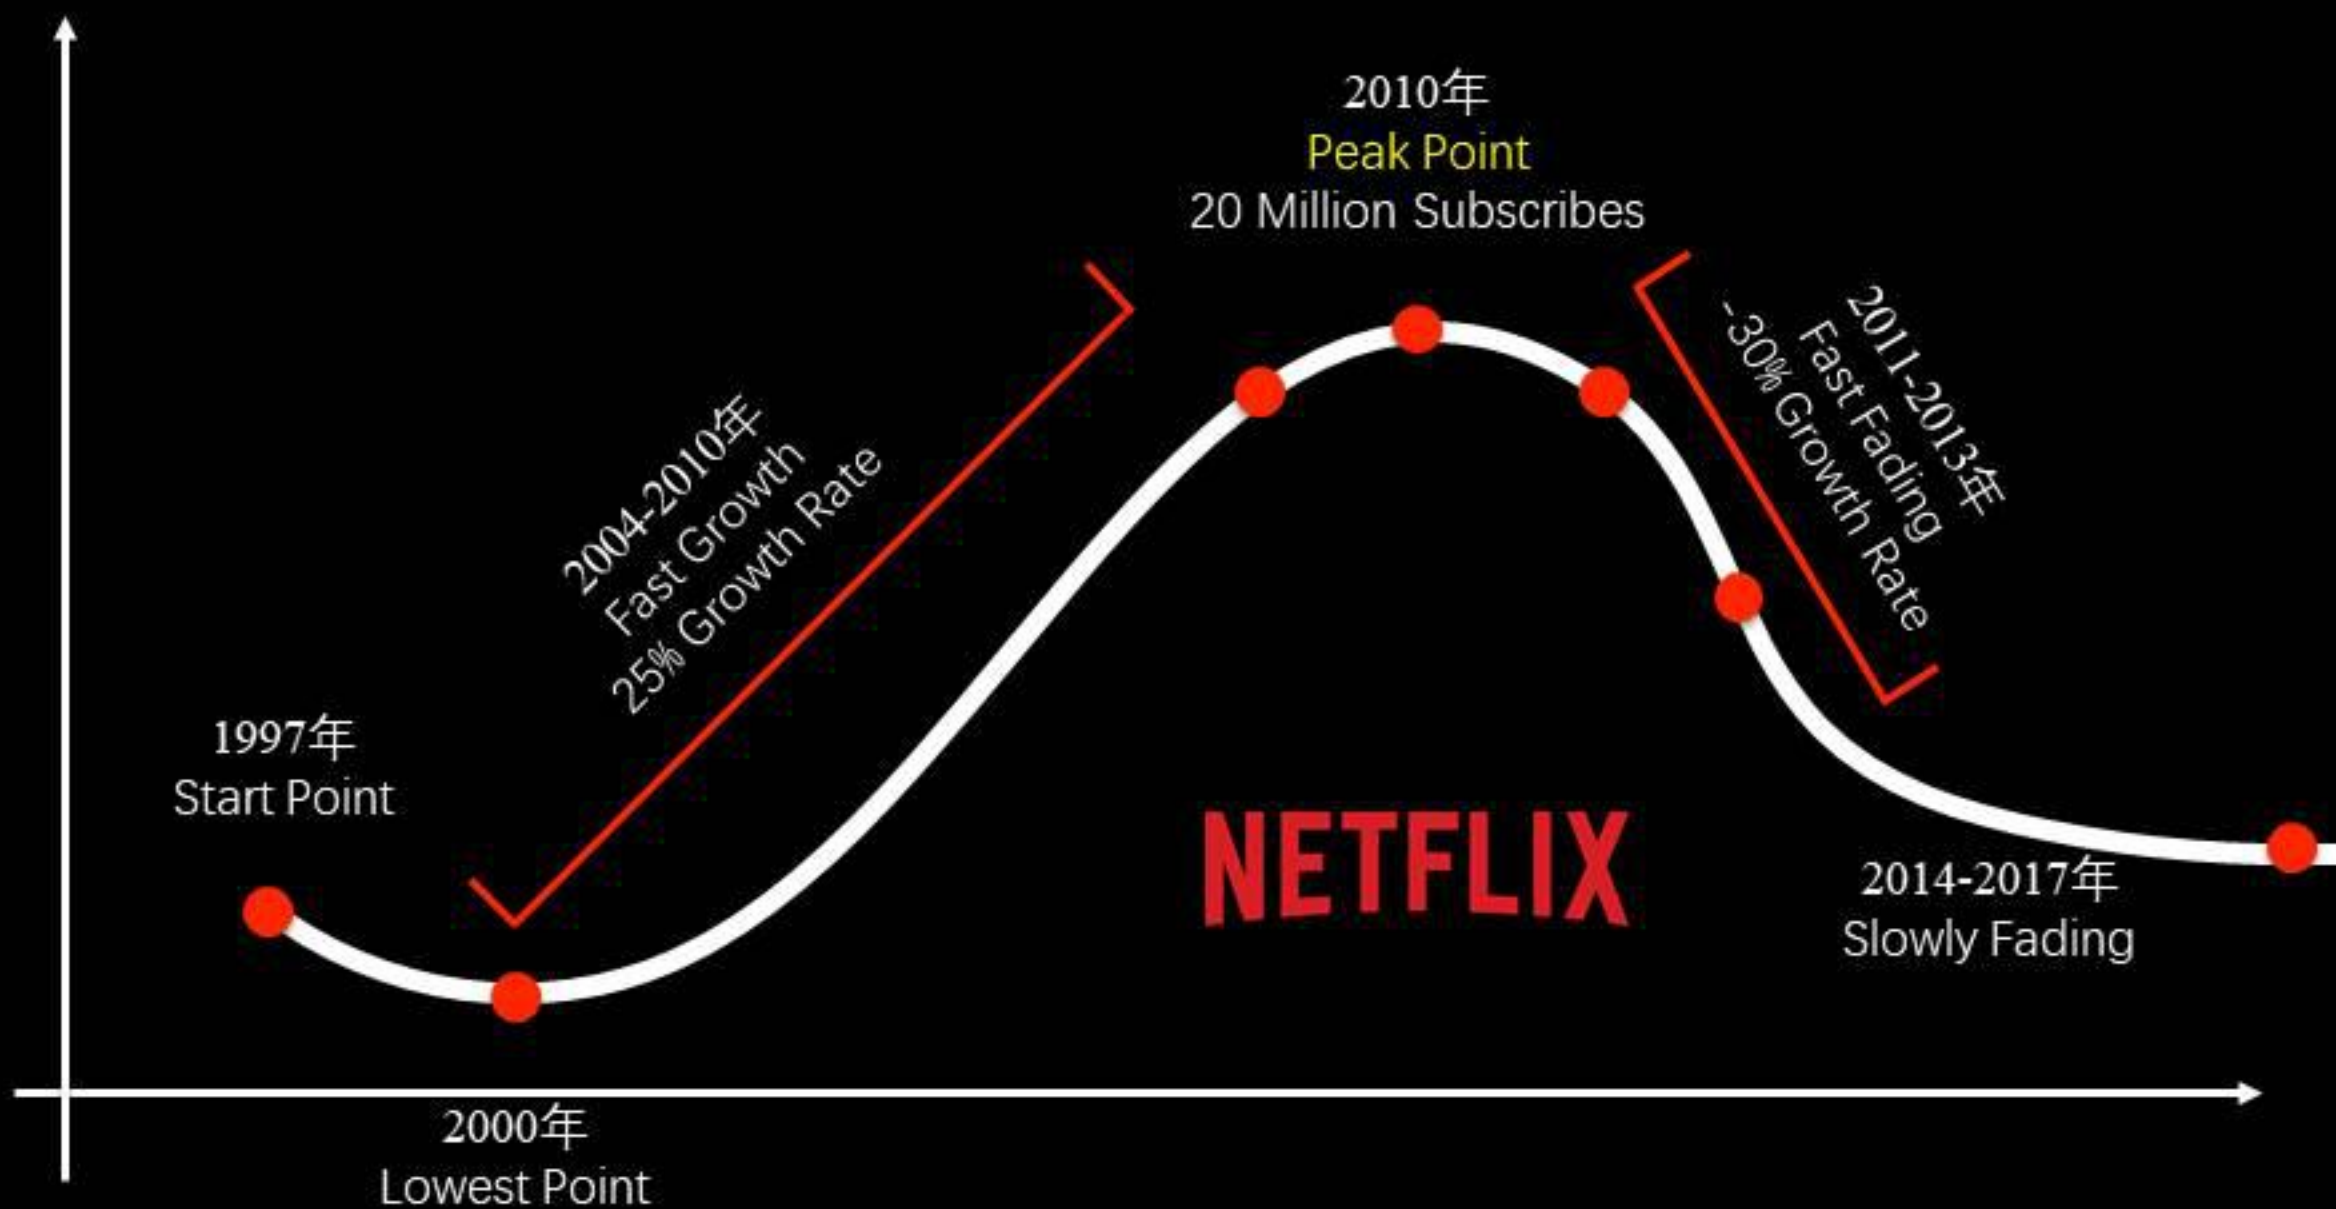 1997年
Start Point
2000年
Lowest Point
2004-2010年
Fast Growth
25% Growth Rate
2010年
Peak Point
20 Million Subscribes
2011-2013年
Fast Fading
-30% Growth Rate
2014-2017年
Slowly Fading
NETFLIX